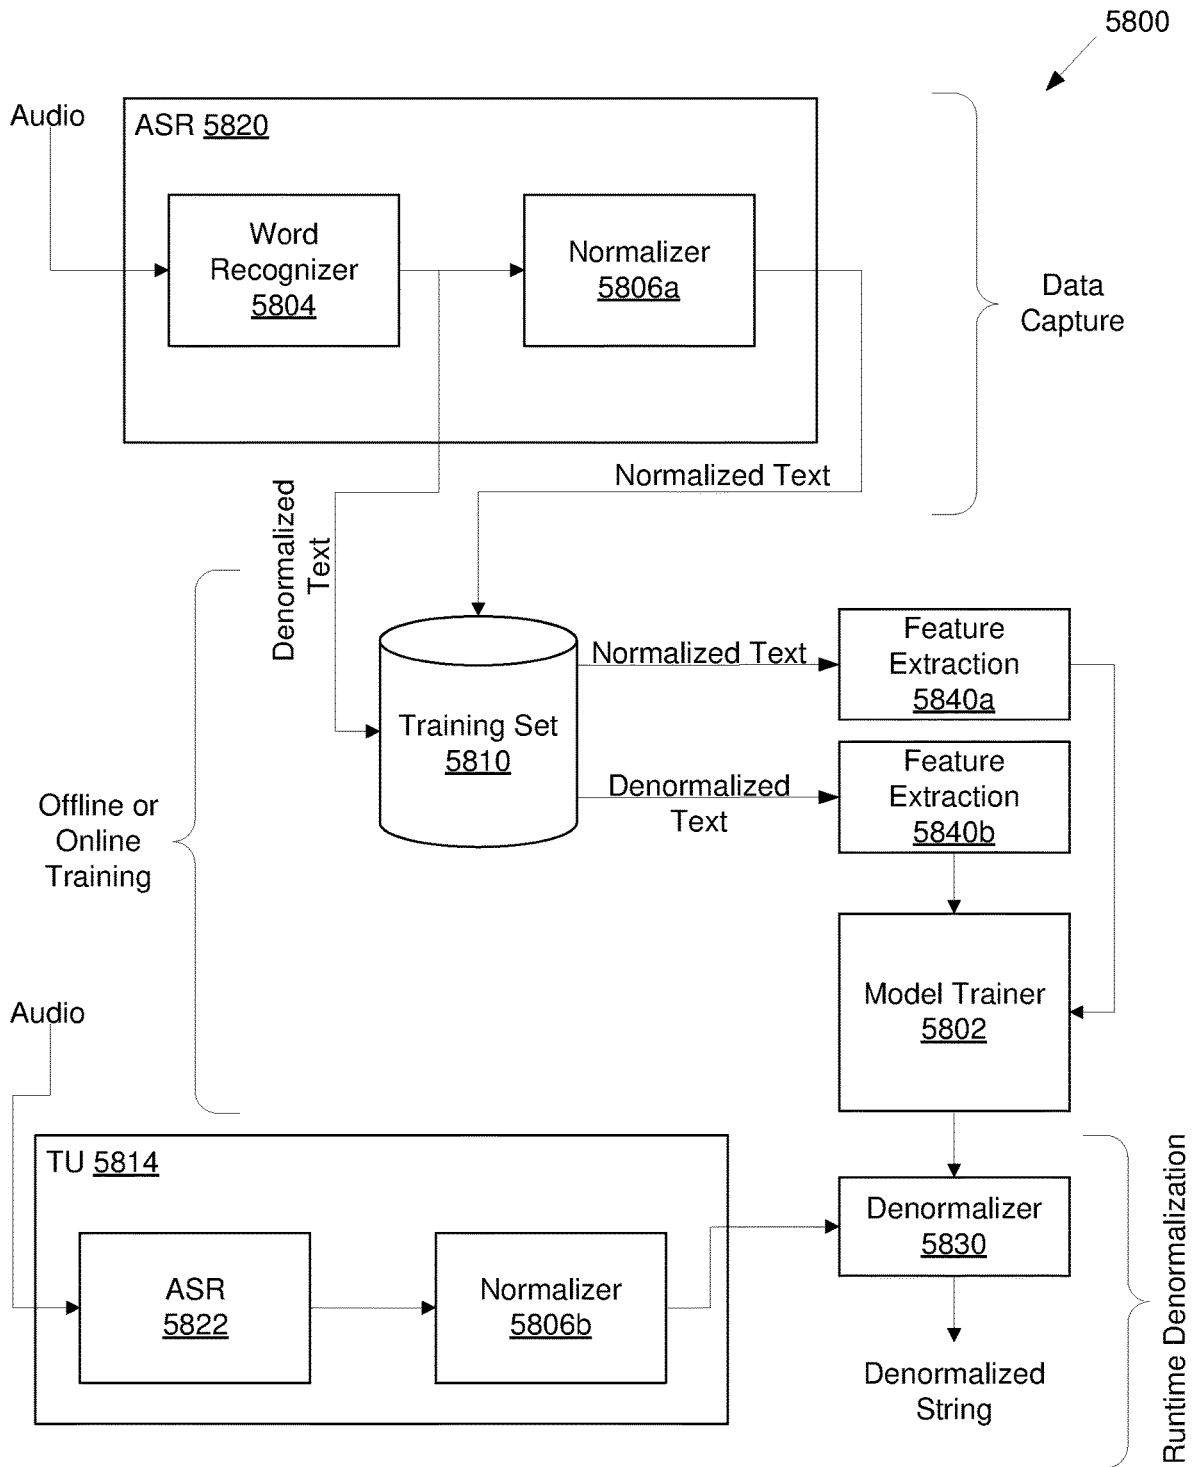 5800
Audio
ASR 5820
Word
Recognizer
5804
Normalizer
5806a
Data
Capture
Normalized Text
Denormalized
Text
Normalized Text
Feature
Extraction
5840a
Training Set
5810
Denormalized
Text
Feature
Extraction
5840b
Offline or
Online
Training
Model Trainer
5802
Audio
TU 5814
ASR
5822
Normalizer
5806b
Denormalizer
5830
Denormalized
String
Runtime Denormalization